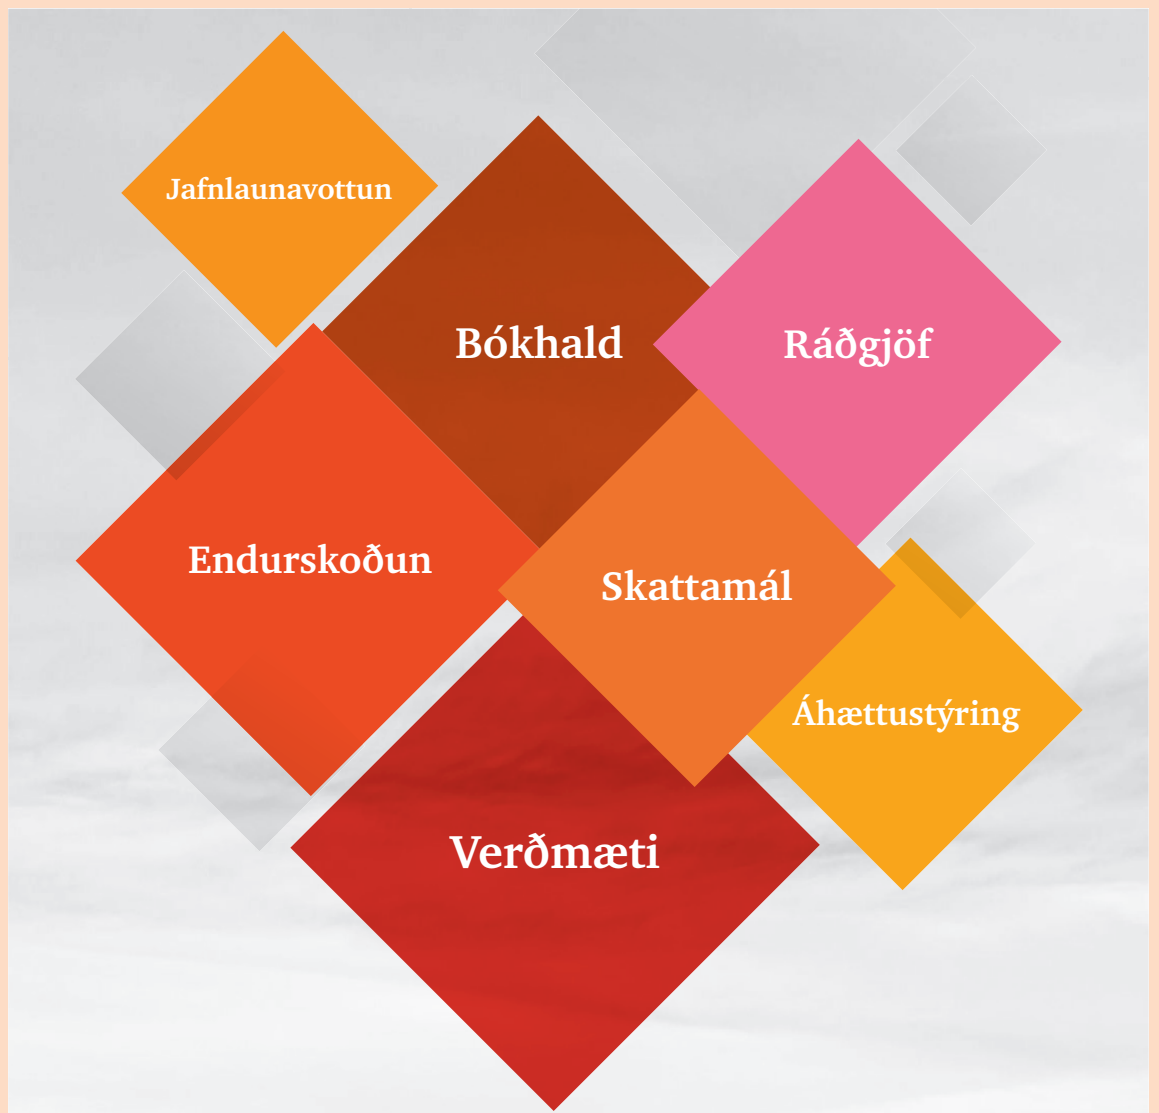 Jafnlaunavottun
Bókhald
Ráðgjöf
Endurskoðun
Skattamál
Áhættustýring
Verðmæti